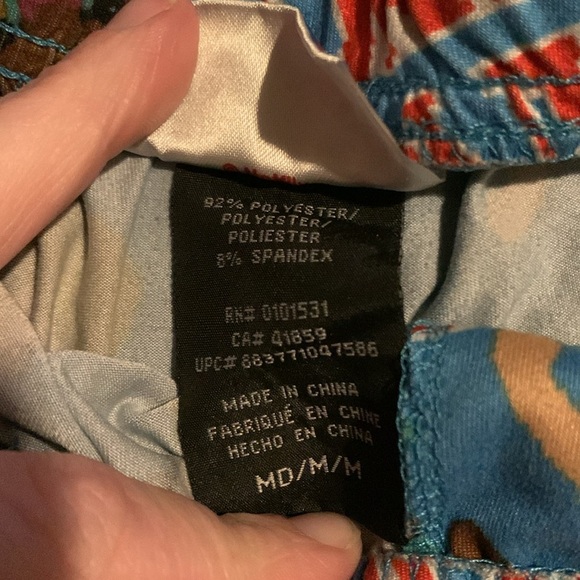 92% POLYESTER/
POLYESTER/
POLIESTER
8% SPANDEX
RN# 0101531
CA# 41859
UPC# 883771047586
MADE IN CHINA
FABRIQUÉ EN CHINE
HECHO EN CHINA
MD/M/M